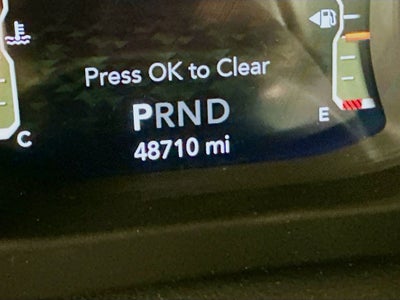 Press OK to Clear
PRND
48710 mi
C
E